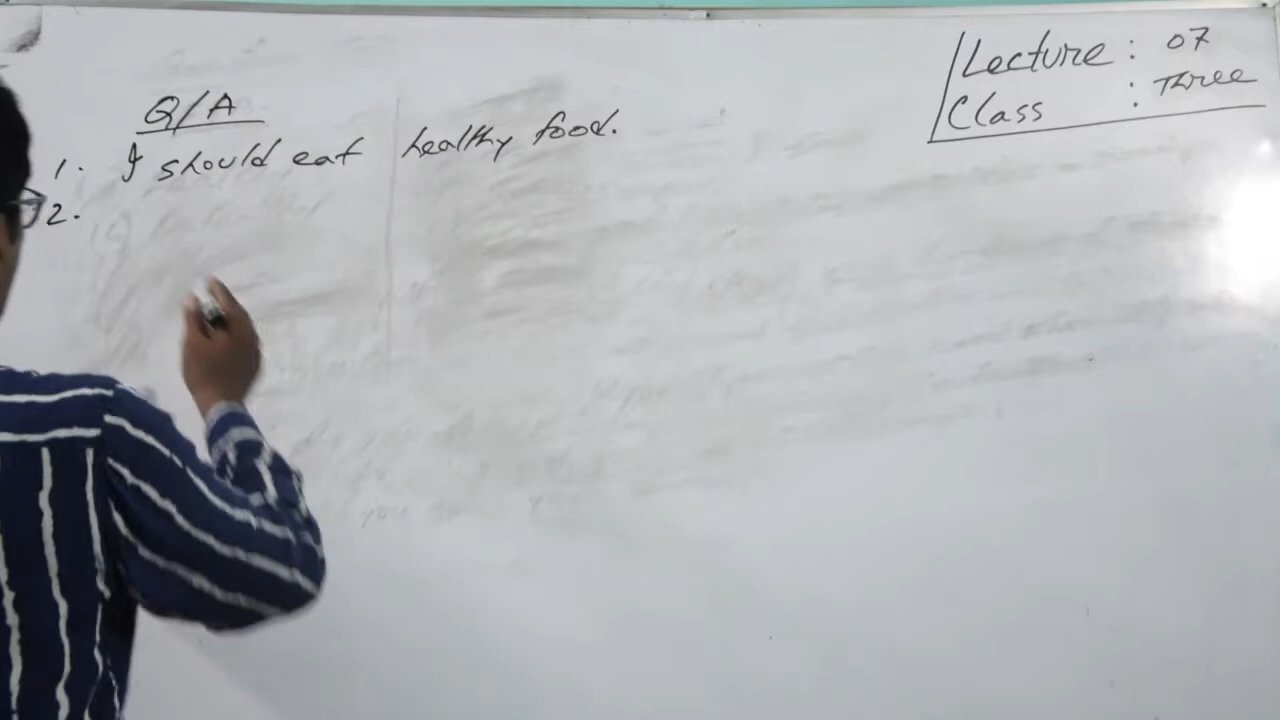 Lecture : 07
Class : Three
Q/A
1. I should eat healthy food.
2.